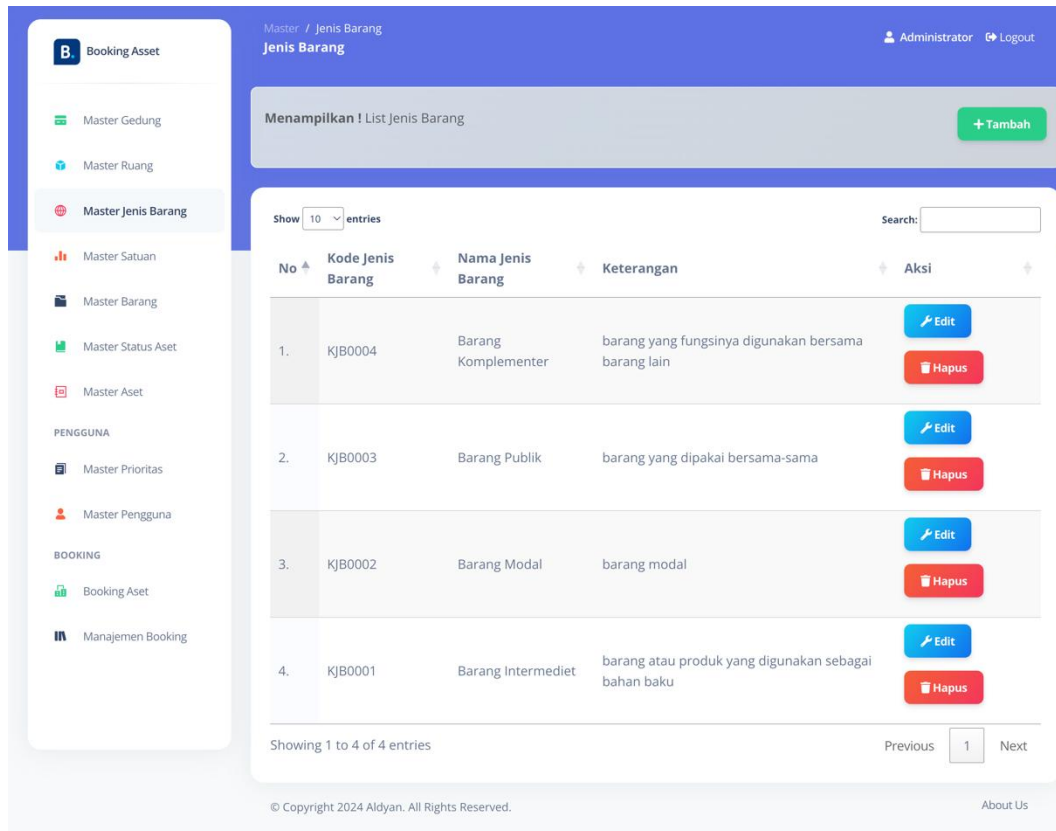 B. Booking Asset
Master Gedung
Master Ruang
Master Jenis Barang
Master Satuan
Master Barang
Master Status Aset
Master Aset
PENGGUNA
Master Prioritas
Master Pengguna
BOOKING
Booking Aset
Manajemen Booking
Master / Jenis Barang
Jenis Barang
Administrator Logout
Menampilkan ! List Jenis Barang
+ Tambah
Show 10 entries
Search:
No Kode Jenis Barang Nama Jenis Barang Keterangan Aksi
1. KJB0004 Barang Komplementer barang yang fungsinya digunakan bersama barang lain Edit
Hapus
2. KJB0003 Barang Publik barang yang dipakai bersama-sama Edit
Hapus
3. KJB0002 Barang Modal barang modal Edit
Hapus
4. KJB0001 Barang Intermediet barang atau produk yang digunakan sebagai bahan baku Edit
Hapus
Showing 1 to 4 of 4 entries
Previous 1 Next
© Copyright 2024 Aldyan. All Rights Reserved.
About Us